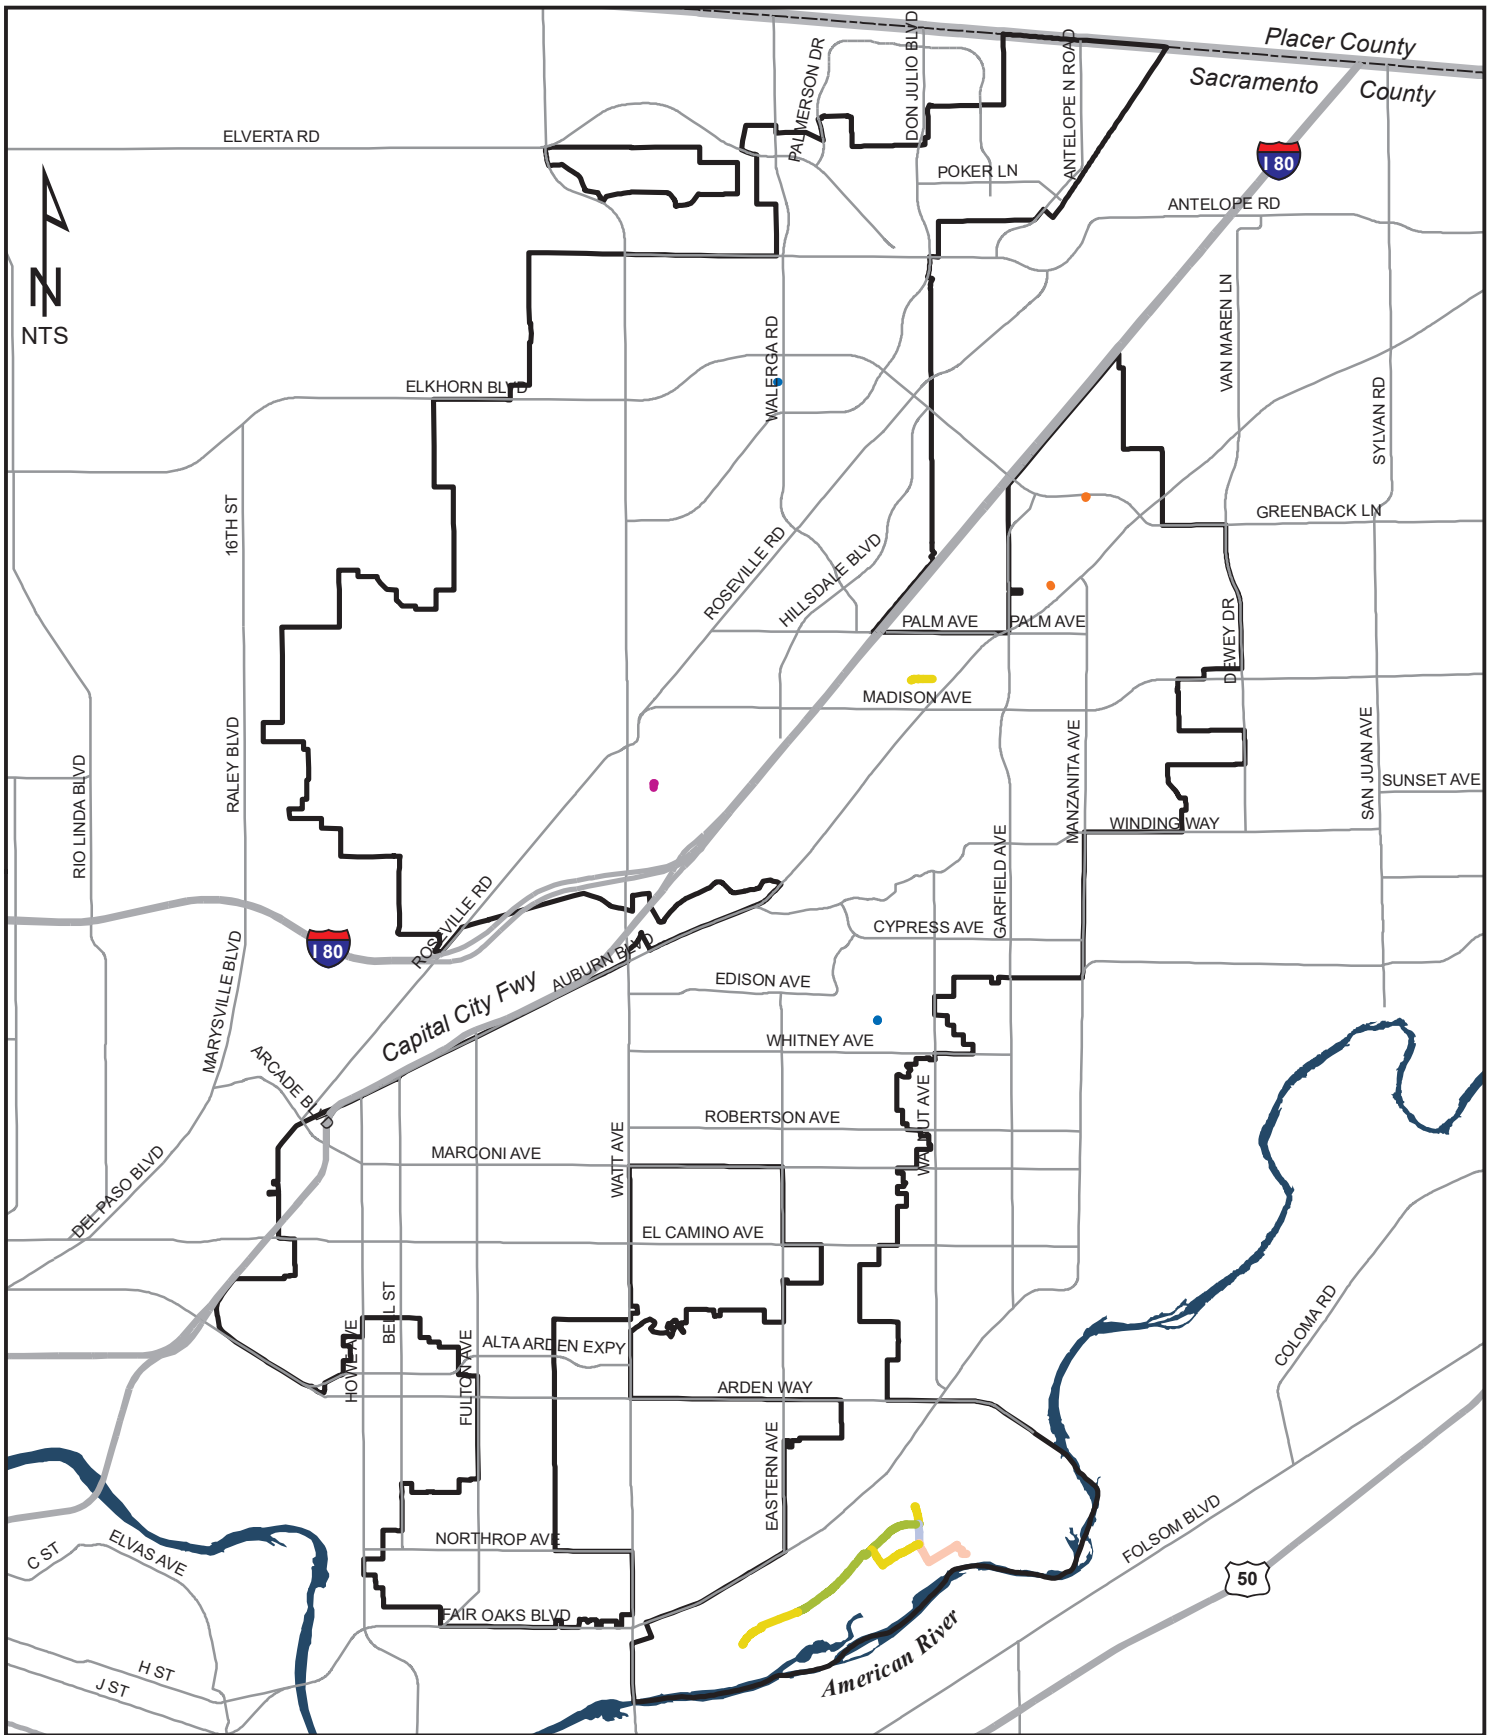 Placer County
Sacramento County
PALMERSON DR
DON JULIO BLVD
ANTELOPE N ROAD
ELVERTA RD
I 80
POKER LN
ANTELOPE RD
N
NTS
VAN MAREN LN
WALERGA RD
SYLVAN RD
ELKHORN BLVD
16TH ST
GREENBACK LN
ROSEVILLE RD
HILLSDALE BLVD
PALM AVE
PALM AVE
DEWEY DR
MADISON AVE
RALEY BLVD
RIO LINDA BLVD
MANZANITA AVE
SAN JUAN AVE
SUNSET AVE
WINDING WAY
GARFIELD AVE
ROSEVILLE RD
CYPRESS AVE
I 80
AUBURN BLVD
EDISON AVE
Capital City Fwy
MARYSVILLE BLVD
WHITNEY AVE
ARCADE BLVD
WALNUT AVE
ROBERTSON AVE
MARCONI AVE
WATT AVE
DEL PASO BLVD
EL CAMINO AVE
BELL ST
HOWE AVE
FULTON AVE
ALTA ARDEN EXPY
COLOMA RD
ARDEN WAY
EASTERN AVE
FOLSOM BLVD
NORTHROP AVE
C ST
ELVAS AVE
50
FAIR OAKS BLVD
American River
H ST
J ST